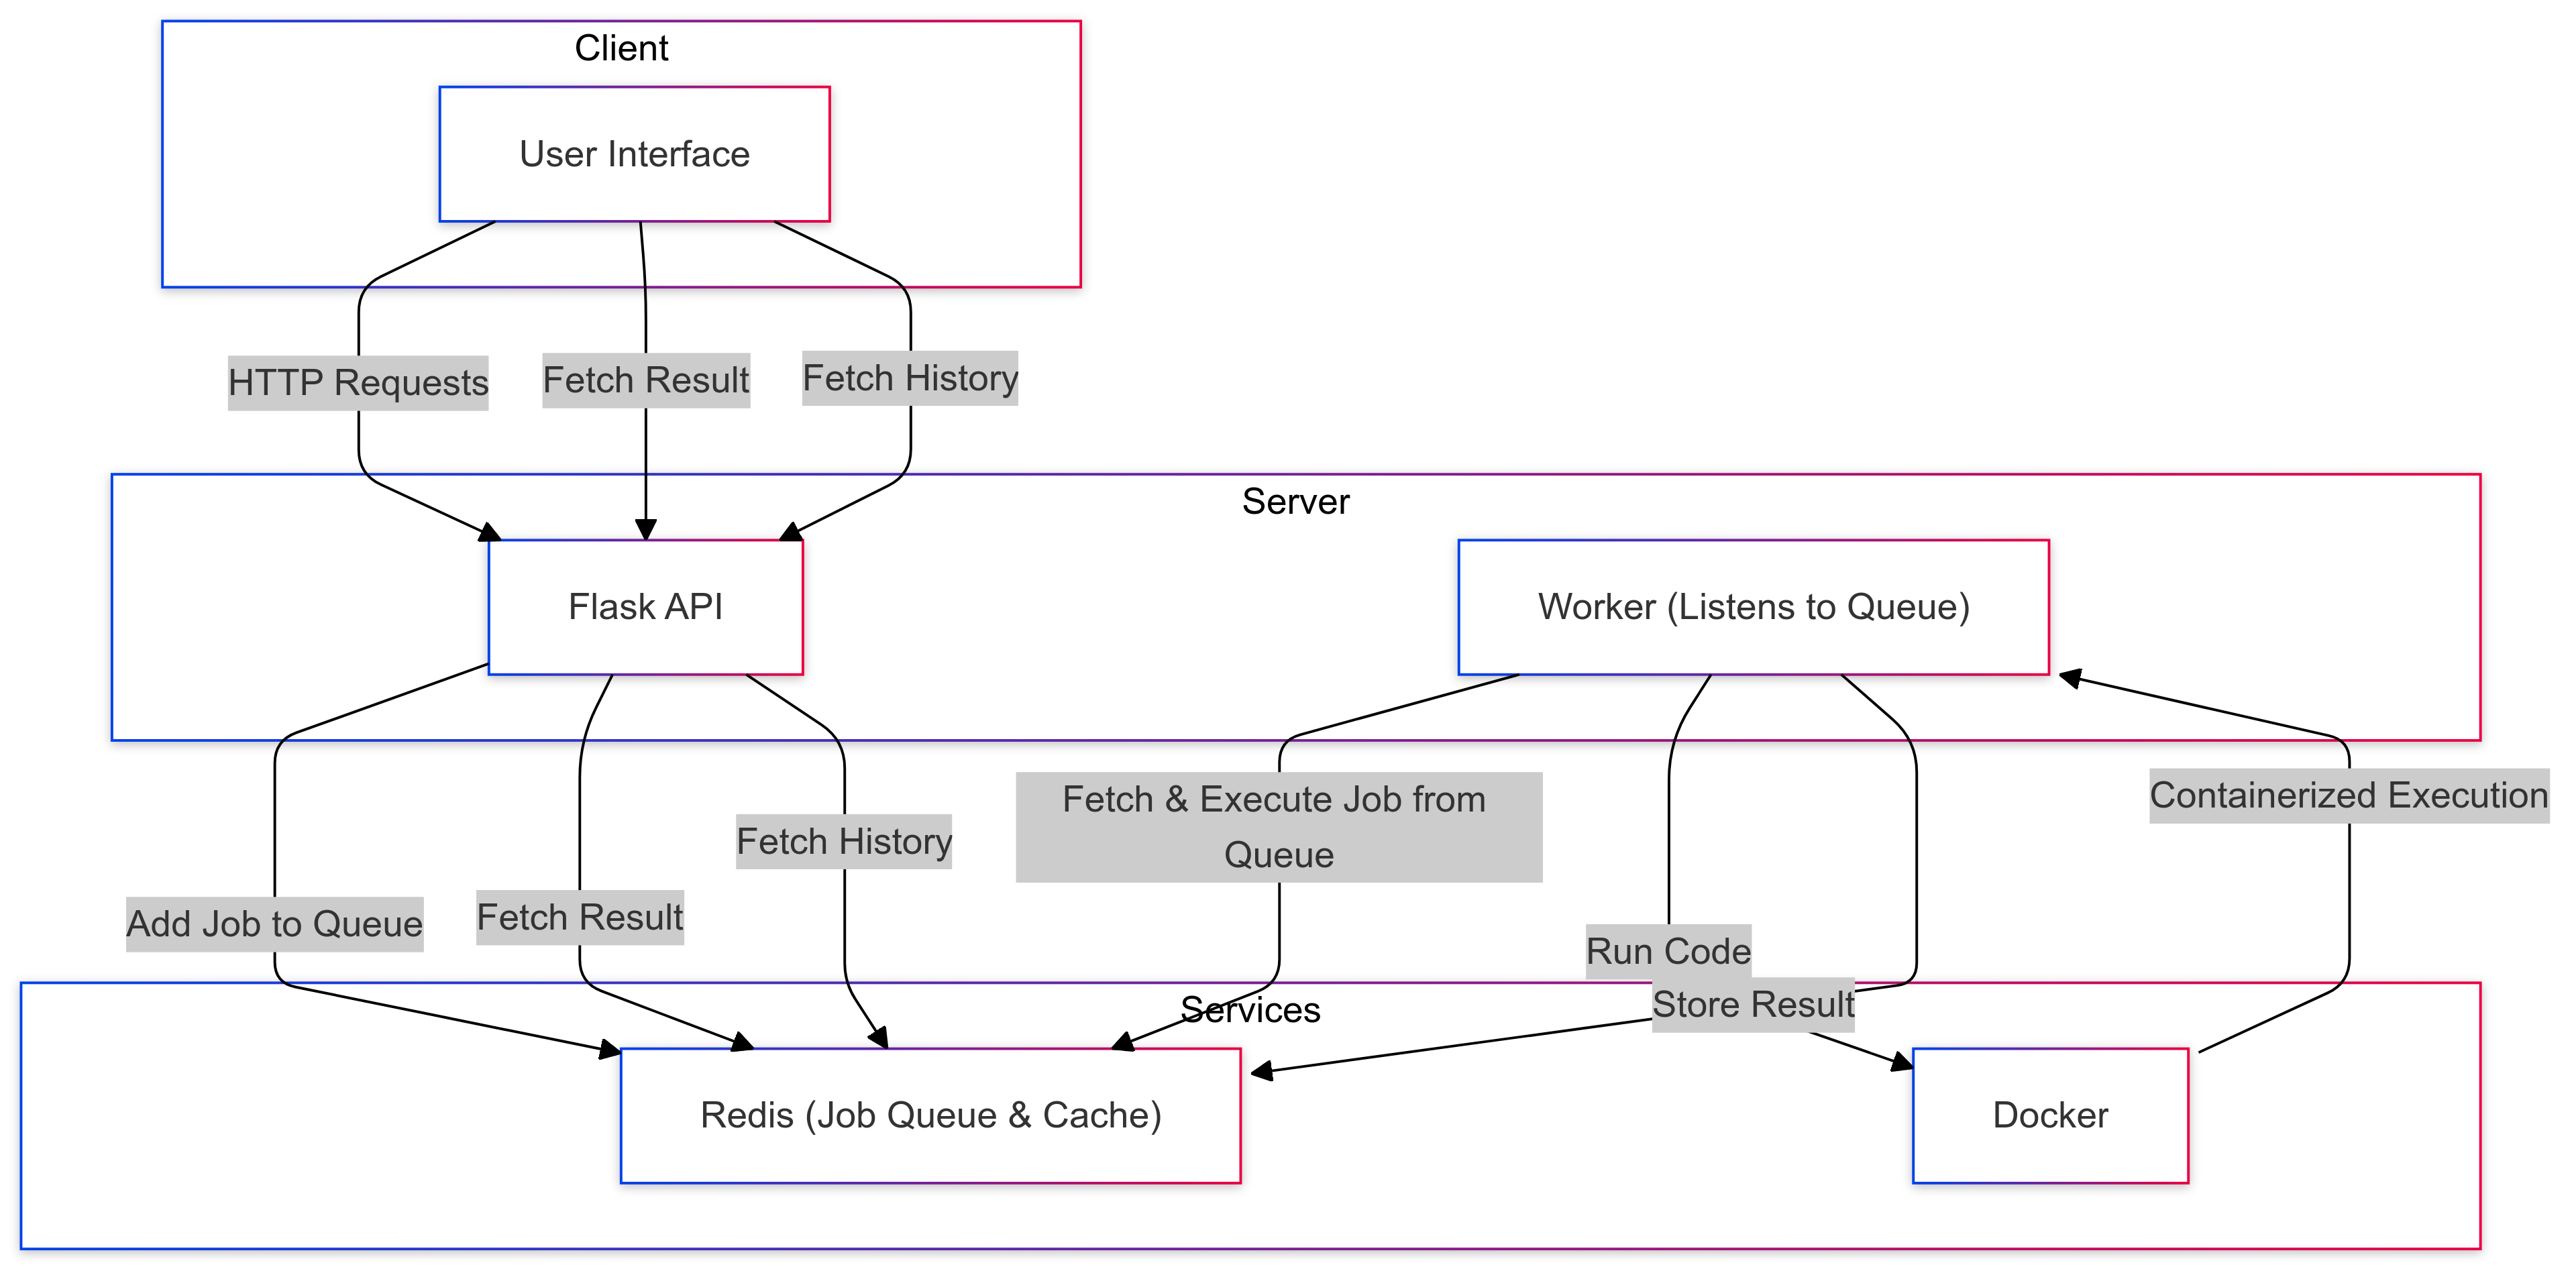 Client
User Interface
HTTP Requests
Fetch Result
Fetch History
Server
Flask API
Worker (Listens to Queue)
Fetch & Execute Job from
Queue
Containerized Execution
Fetch History
Add Job to Queue
Fetch Result
Run Code
Store Result
Services
Redis (Job Queue & Cache)
Docker